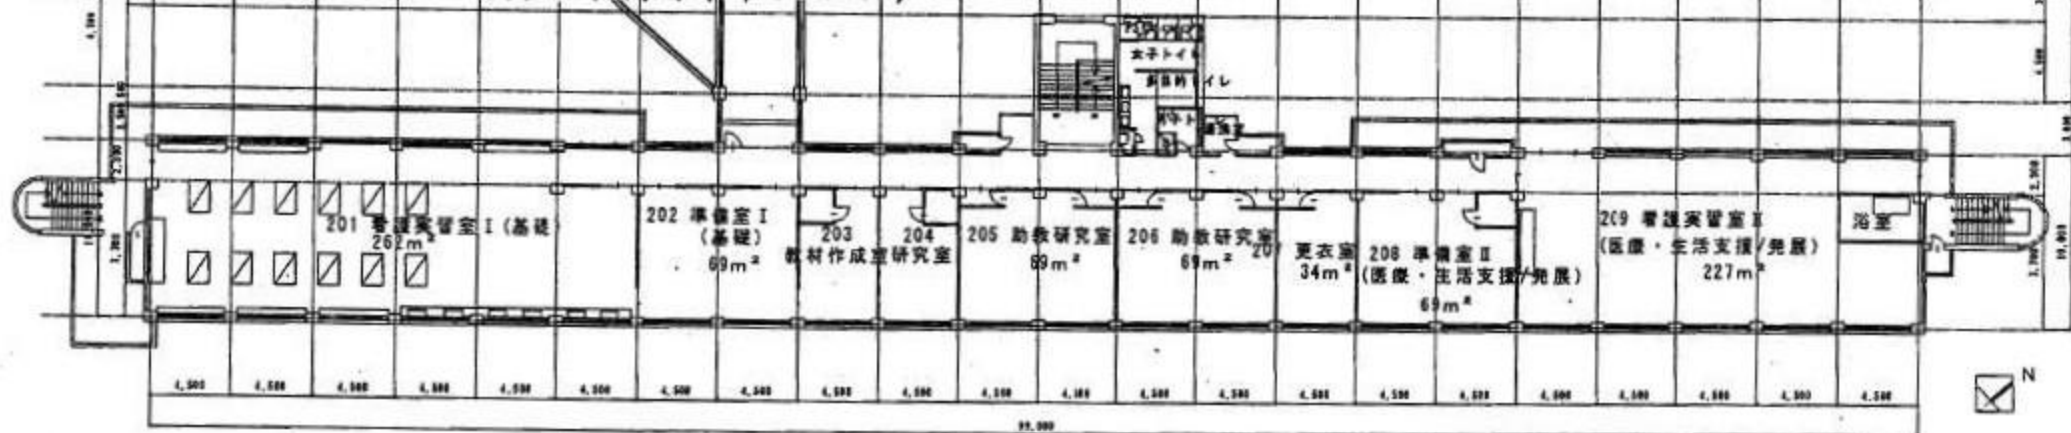 女子トイレ
多目的トイレ
201 看護実習室Ⅰ(基礎)
262m²
202 準備室Ⅰ
(基礎)
69m²
203
教材作成室
204
研究室
205 助教研究室
69m²
206 助教研究室
69m²
207 更衣室
34m²
208 準備室Ⅱ
(医療・生活支援/発展)
69m²
209 看護実習室Ⅱ
(医療・生活支援/発展)
227m²
浴室
4,500 4,500 4,500 4,500 4,500 4,500 4,500 4,500 4,500 4,500 4,500 4,500 4,500 4,500 4,500 4,500 4,500 4,500 4,500 4,500 4,500 4,500
99,000
N